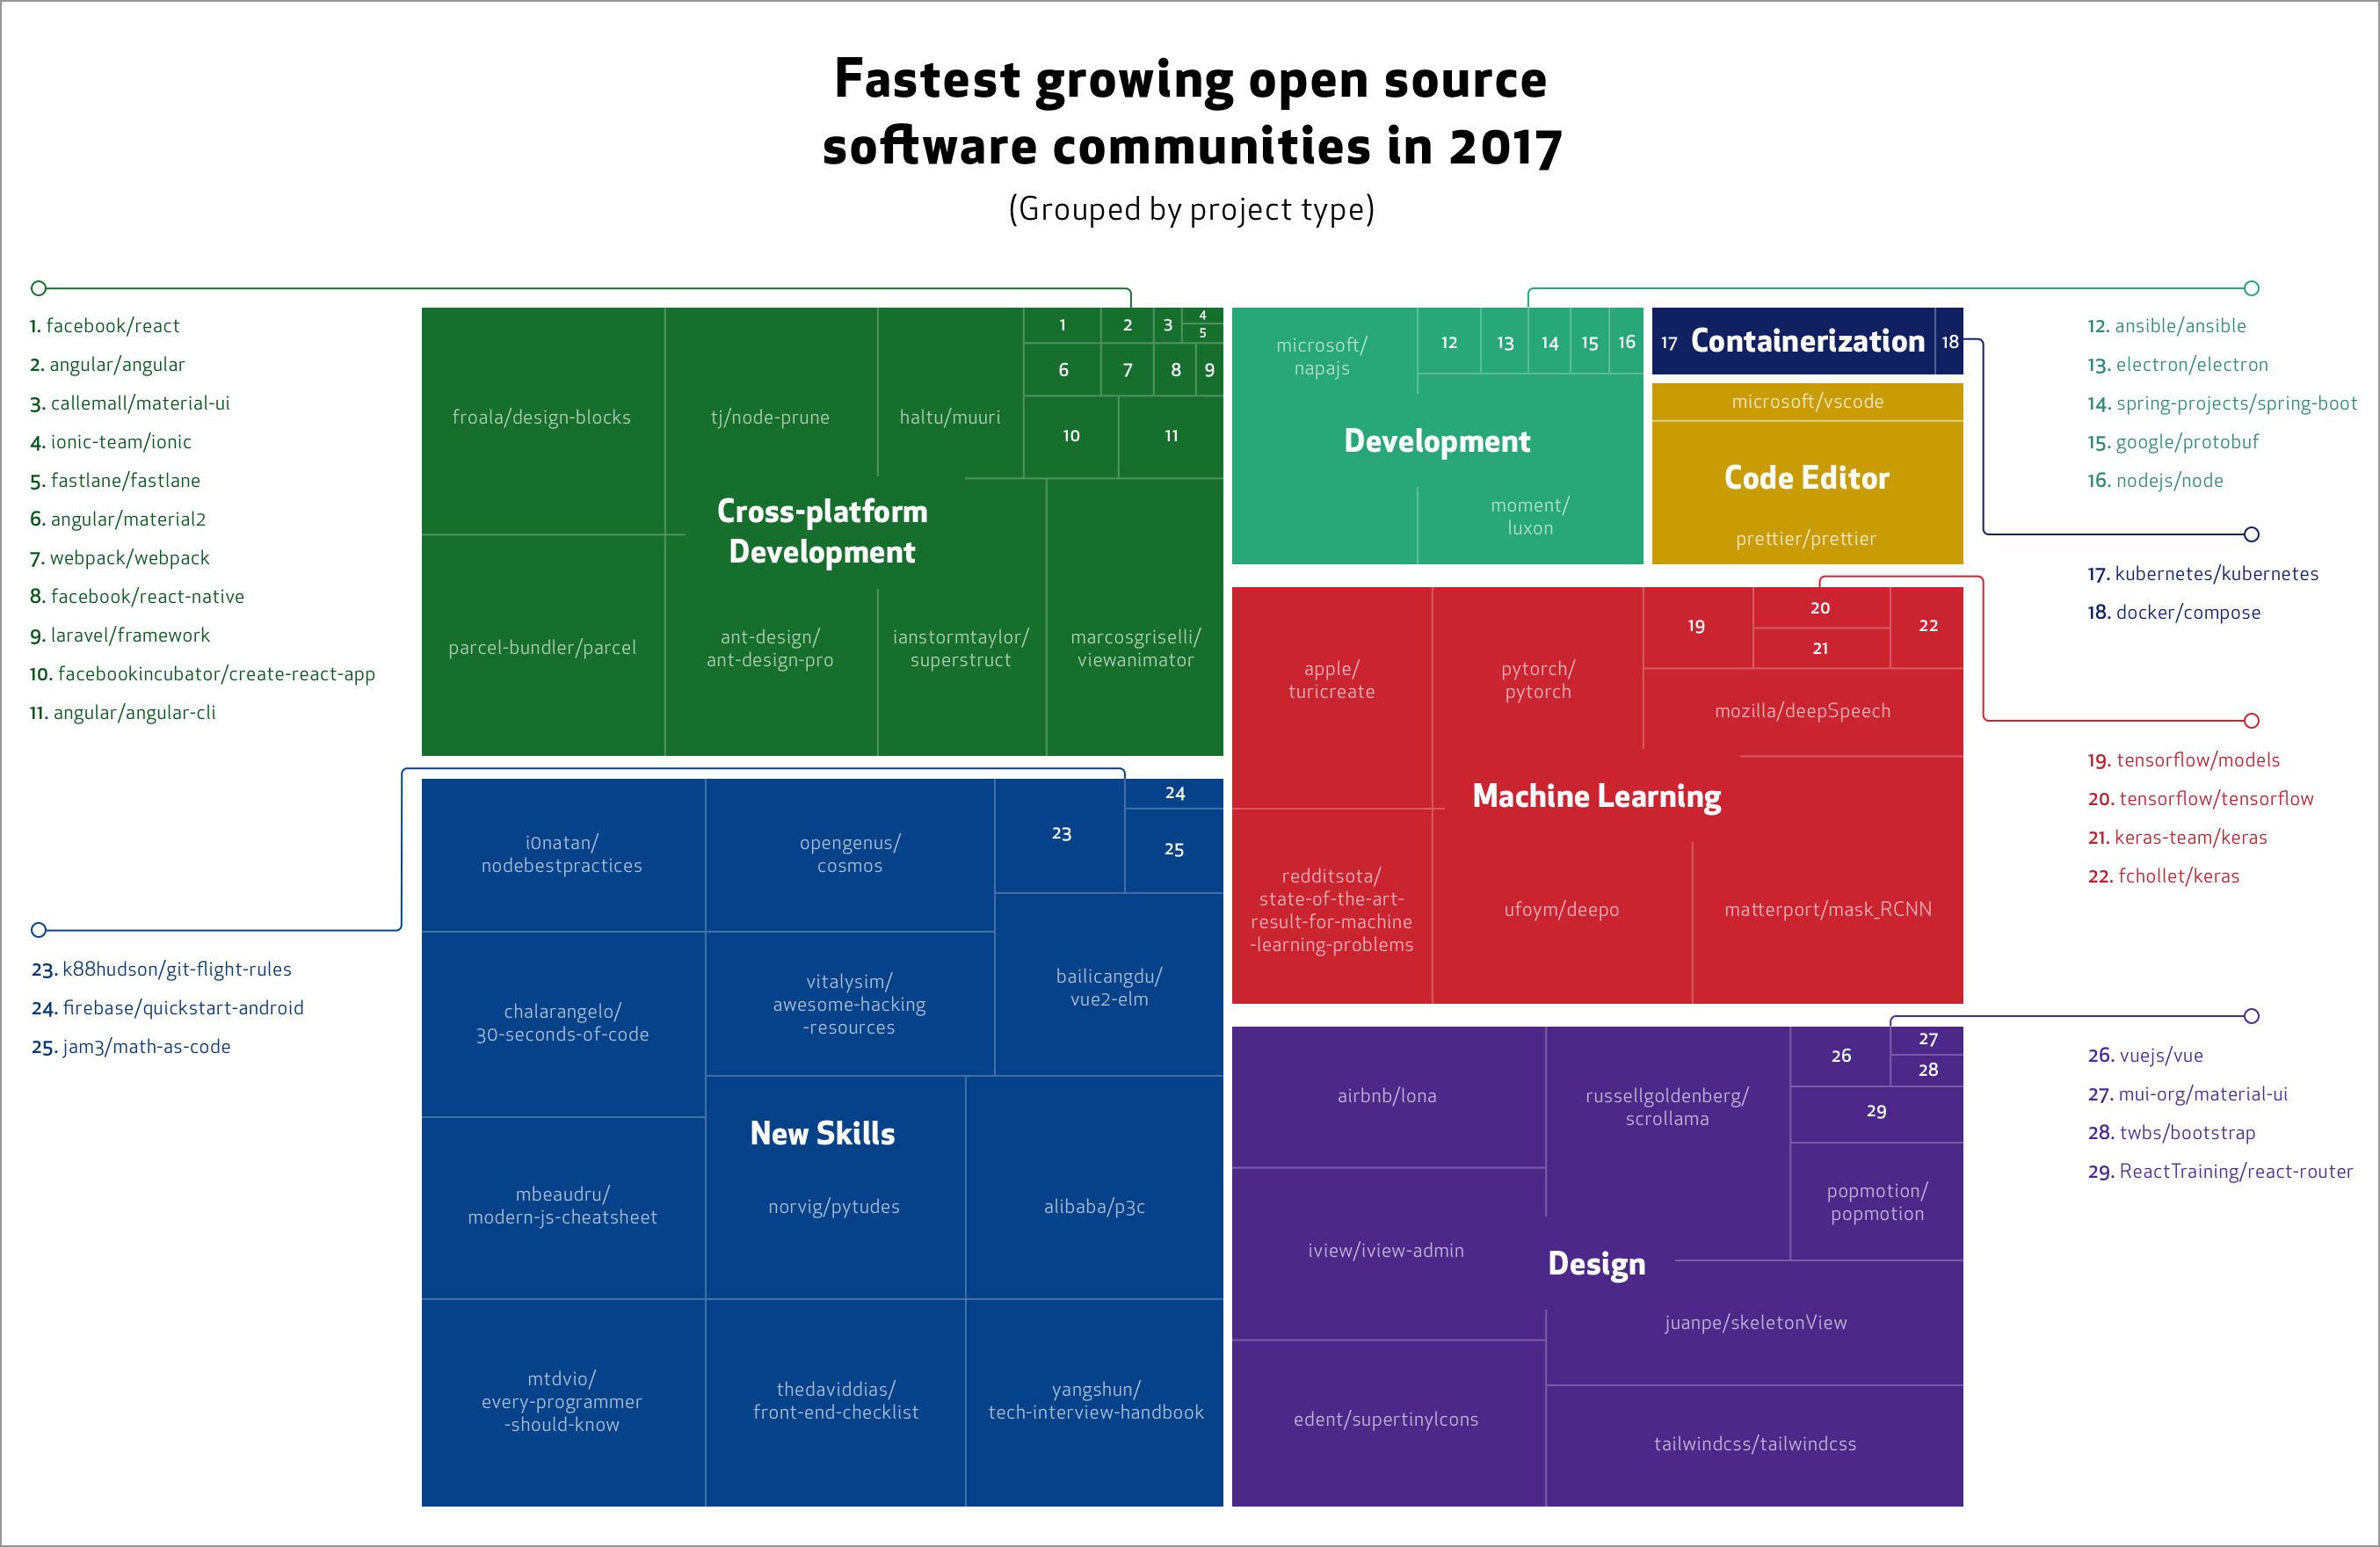 Fastest growing open source
software communities in 2017
(Grouped by project type)
1. facebook/react
2. angular/angular
3. callemall/material-ui
4. ionic-team/ionic
5. fastlane/fastlane
6. angular/material2
7. webpack/webpack
8. facebook/react-native
9. laravel/framework
10. facebookincubator/create-react-app
11. angular/angular-cli
froala/design-blocks
tj/node-prune
haltu/muuri
1
2
3
4
5
6
7
8
9
10
11
Cross-platform
Development
parcel-bundler/parcel
ant-design/
ant-design-pro
ianstormtaylor/
superstruct
marcosgriselli/
viewanimator
microsoft/
napajs
12
13
14
15
16
Development
moment/
luxon
17
Containerization
18
microsoft/vscode
Code Editor
prettier/prettier
12. ansible/ansible
13. electron/electron
14. spring-projects/spring-boot
15. google/protobuf
16. nodejs/node
17. kubernetes/kubernetes
18. docker/compose
apple/
turicreate
pytorch/
pytorch
19
20
21
22
mozilla/deepSpeech
Machine Learning
redditsota/
state-of-the-art-
result-for-machine
-learning-problems
ufoym/deepo
matterport/mask_RCNN
19. tensorflow/models
20. tensorflow/tensorflow
21. keras-team/keras
22. fchollet/keras
23. k88hudson/git-flight-rules
24. firebase/quickstart-android
25. jam3/math-as-code
i0natan/
nodebestpractices
opengenus/
cosmos
23
24
25
chalarangelo/
30-seconds-of-code
vitalysim/
awesome-hacking
-resources
bailicangdu/
vue2-elm
New Skills
mbeaudru/
modern-js-cheatsheet
norvig/pytudes
alibaba/p3c
mtdvio/
every-programmer
-should-know
thedaviddias/
front-end-checklist
yangshun/
tech-interview-handbook
airbnb/lona
russellgoldenberg/
scrollama
26
27
28
29
popmotion/
popmotion
iview/iview-admin
Design
juanpe/skeletonView
edent/supertinyIcons
tailwindcss/tailwindcss
26. vuejs/vue
27. mui-org/material-ui
28. twbs/bootstrap
29. ReactTraining/react-router